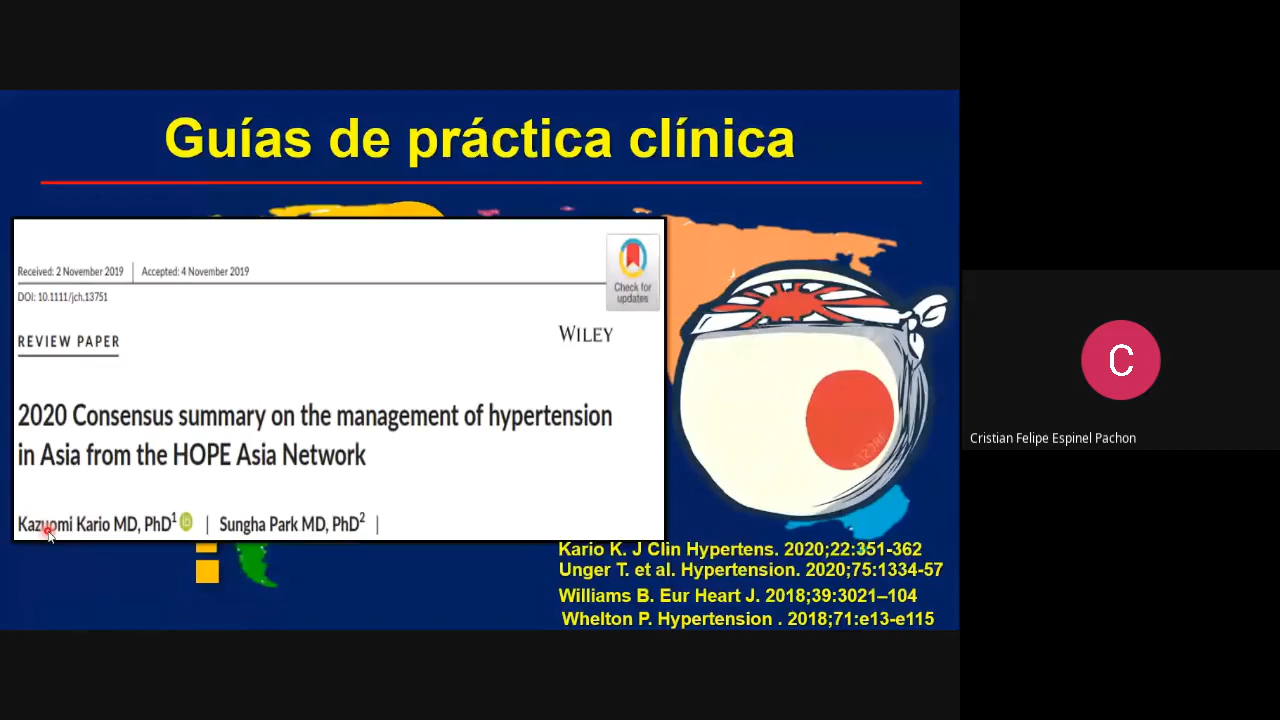 Guías de práctica clínica
Received: 2 November 2019 | Accepted: 4 November 2019
DOI: 10.1111/jch.13751
Check for
updates
REVIEW PAPER
WILEY
2020 Consensus summary on the management of hypertension
in Asia from the HOPE Asia Network
Kazuomi Kario MD, PhD1 iD | Sungha Park MD, PhD2 |
Kario K. J Clin Hypertens. 2020;22:351-362
Unger T. et al. Hypertension. 2020;75:1334-57
Williams B. Eur Heart J. 2018;39:3021–104
Whelton P. Hypertension . 2018;71:e13-e115
C
Cristian Felipe Espinel Pachon